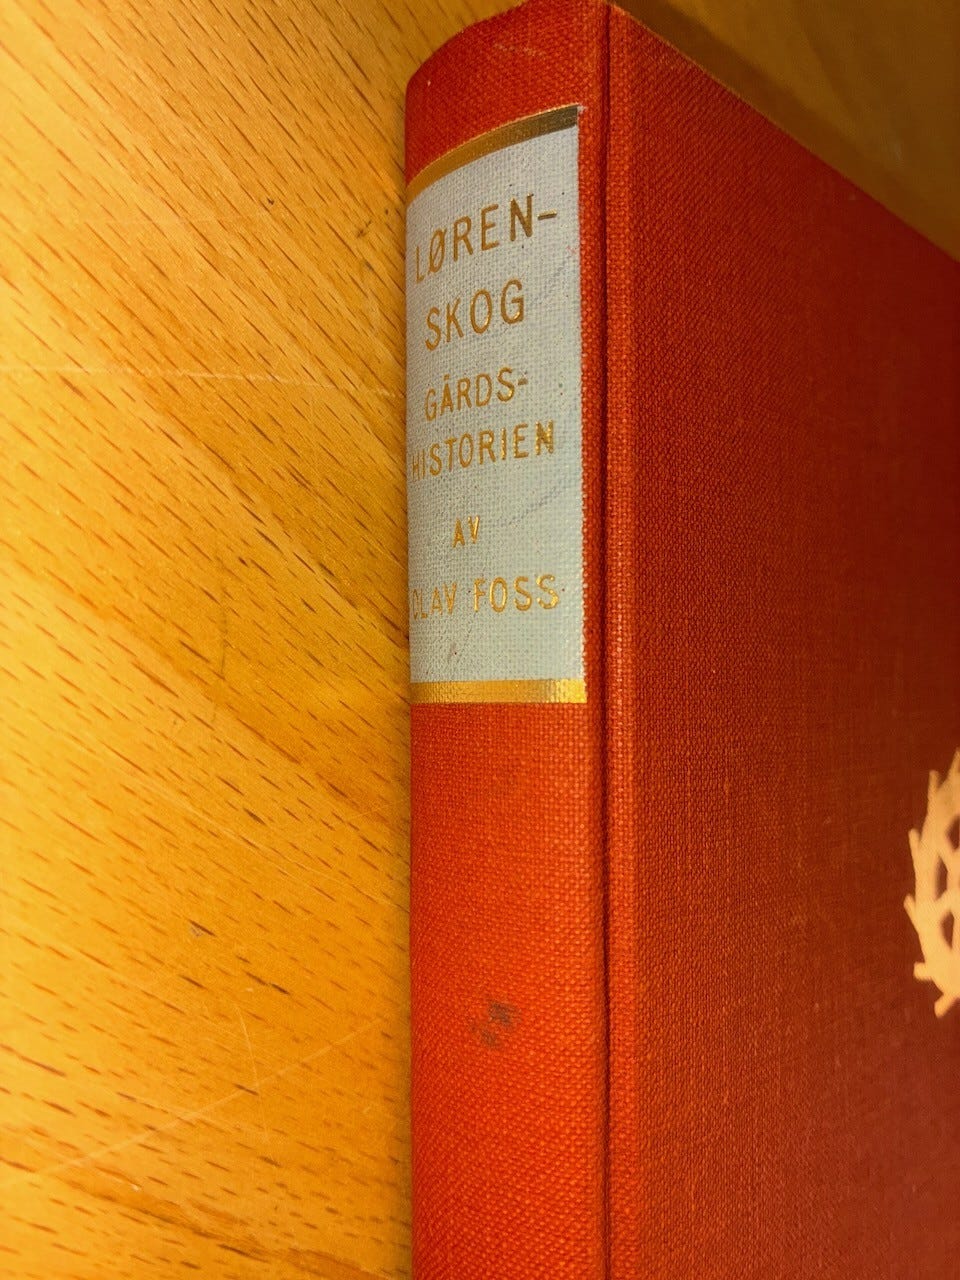 LØREN-
SKOG
GÅRDS-
HISTORIEN
AV
OLAV FOSS